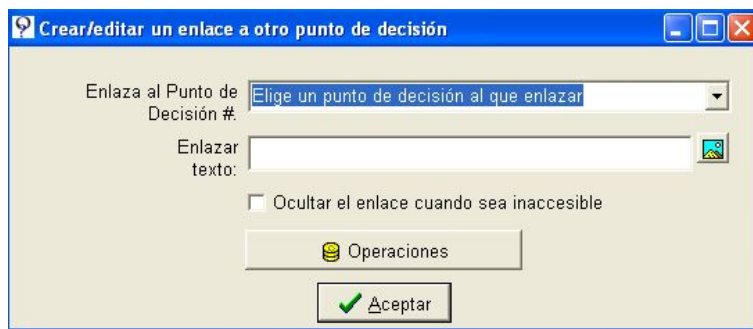 Crear/editar un enlace a otro punto de decisión
Enlaza al Punto de
Decisión #.
Elige un punto de decisión al que enlazar
Enlazar
texto:
Ocultar el enlace cuando sea inaccesible
Operaciones
Aceptar